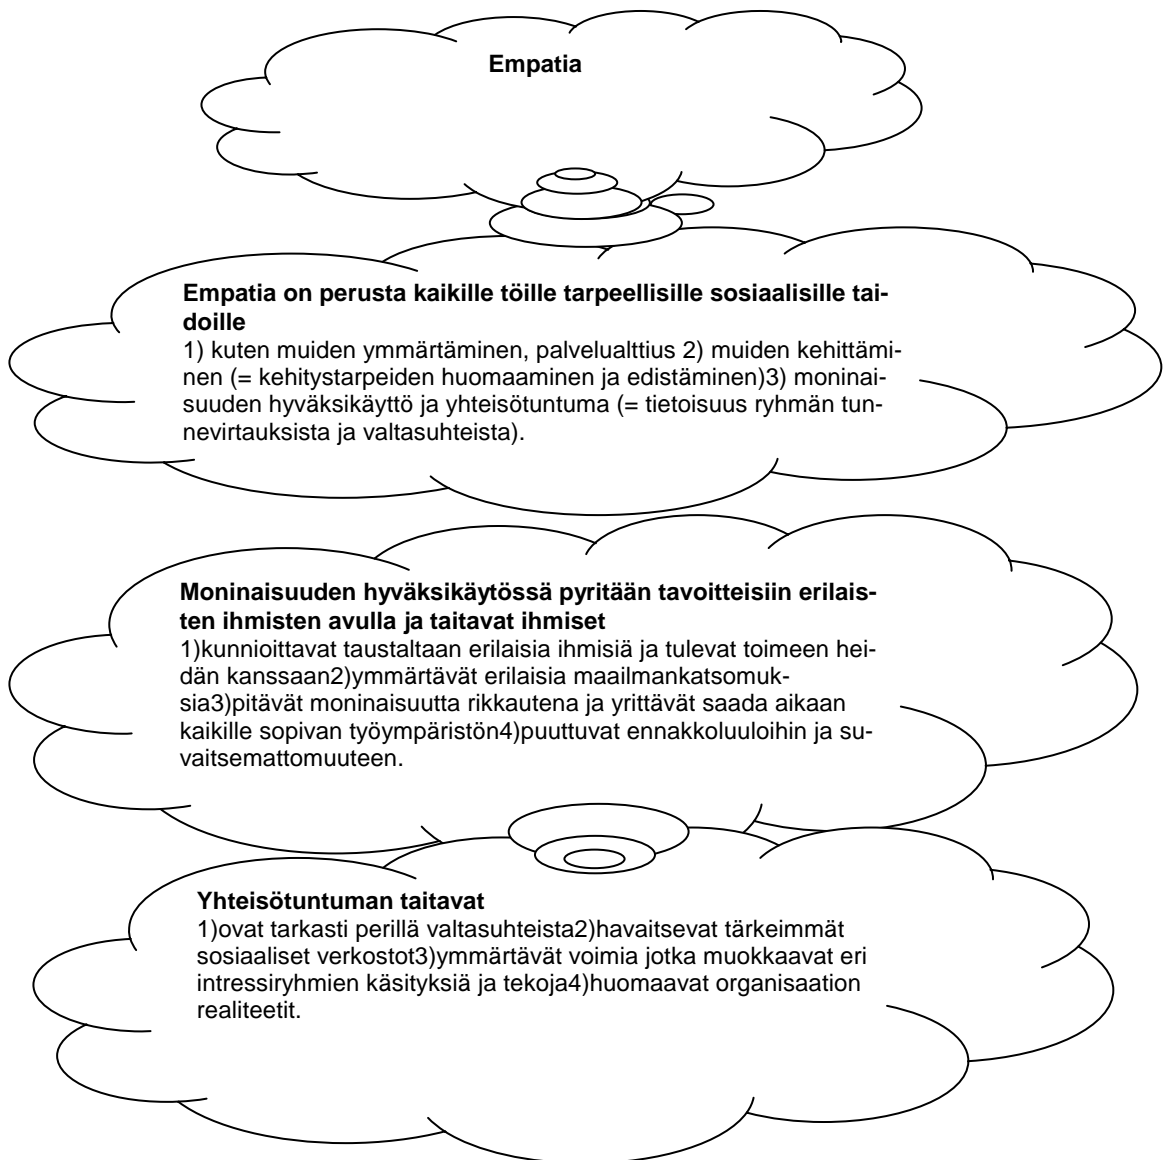 Empatia
Empatia on perusta kaikille töille tarpeellisille sosiaalisille tai-
doille
1) kuten muiden ymmärtäminen, palvelualttius 2) muiden kehittämi-
nen (= kehitystarpeiden huomaaminen ja edistäminen)3) moninai-
suuden hyväksikäyttö ja yhteisötuntuma (= tietoisuus ryhmän tun-
nevirtauksista ja valtasuhteista).
Moninaisuuden hyväksikäytössä pyritään tavoitteisiin erilais-
ten ihmisten avulla ja taitavat ihmiset
1)kunnioittavat taustaltaan erilaisia ihmisiä ja tulevat toimeen hei-
dän kanssaan2)ymmärtävät erilaisia maailmankatsomuk-
sia3)pitävät moninaisuutta rikkautena ja yrittävät saada aikaan
kaikille sopivan työympäristön4)puuttuvat ennakkoluuloihin ja su-
vaitsemattomuuteen.
Yhteisötuntuman taitavat
1)ovat tarkasti perillä valtasuhteista2)havaitsevat tärkeimmät
sosiaaliset verkostot3)ymmärtävät voimia jotka muokkaavat eri
intressiryhmien käsityksiä ja tekoja4)huomaavat organisaation
realiteetit.